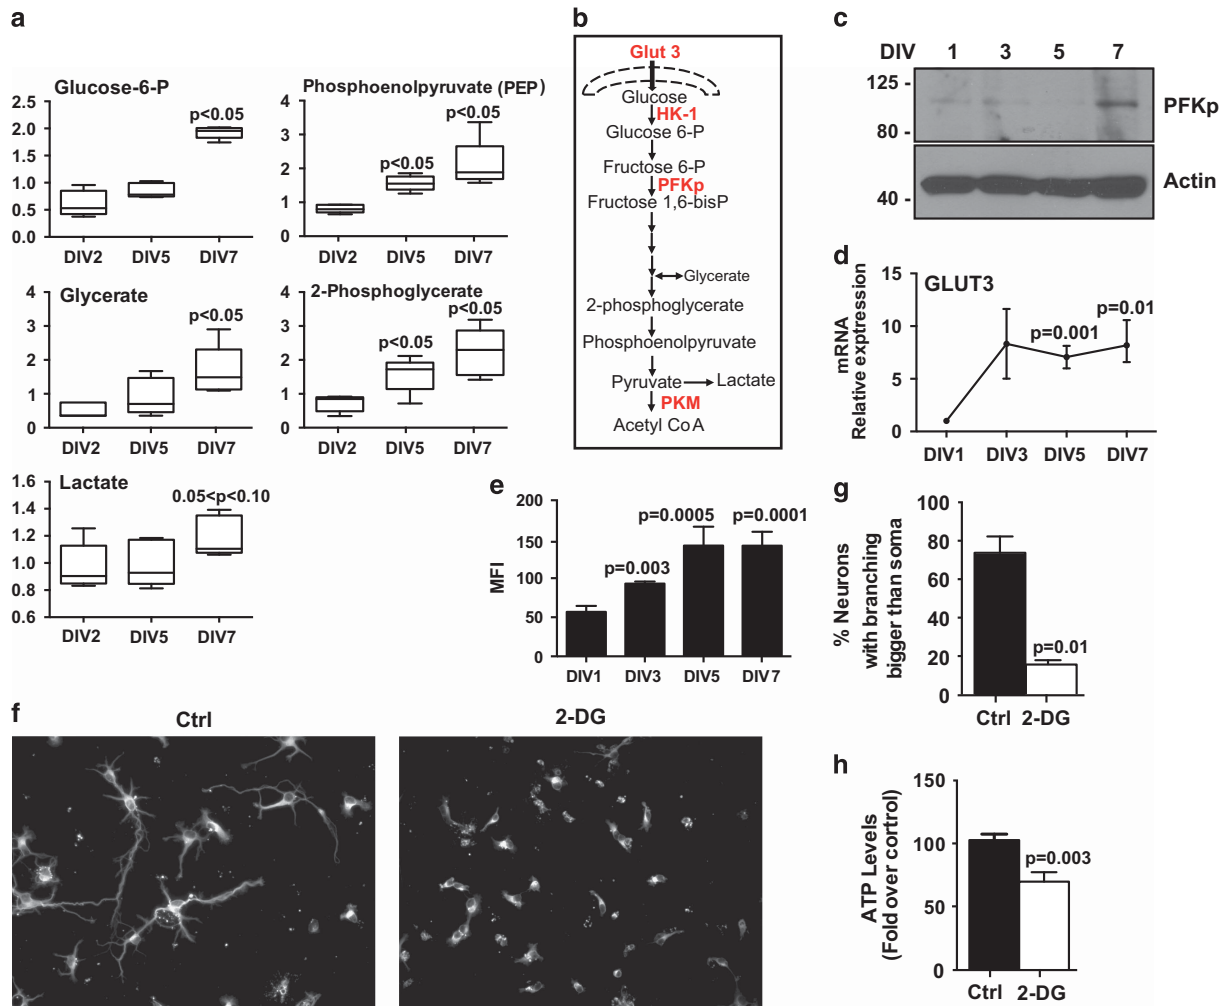 a
Glucose-6-P
2.5
2.0
1.5
1.0
0.5
0.0
p<0.05
DIV2 DIV5 DIV7
Phosphoenolpyruvate (PEP)
4
3
2
1
0
p<0.05
p<0.05
DIV2 DIV5 DIV7
Glycerate
4
3
2
1
0
p<0.05
DIV2 DIV5 DIV7
2-Phosphoglycerate
4
3
2
1
0
p<0.05
p<0.05
DIV2 DIV5 DIV7
Lactate
1.6
1.4
1.2
1.0
0.8
0.6
0.05<p<0.10
DIV2 DIV5 DIV7
b
Glut 3
Glucose
HK-1
Glucose 6-P
Fructose 6-P
PFKp
Fructose 1,6-bisP
Glycerate
2-phosphoglycerate
Phosphoenolpyruvate
Pyruvate Lactate
PKM
Acetyl CoA
c
DIV 1 3 5 7
125 -
80 -
PFKp
40 -
Actin
d
GLUT3
mRNA
Relative exptression
15
10
5
0
p=0.001
p=0.01
DIV1 DIV3 DIV5 DIV7
e
MFI
200
150
100
50
0
p=0.003
p=0.0005
p=0.0001
DIV1 DIV3 DIV5 DIV7
f
Ctrl
2-DG
g
% Neurons
with branching
bigger than soma
100
80
60
40
20
0
p=0.01
Ctrl 2-DG
h
ATP Levels
(Fold over control)
150
100
50
0
p=0.003
Ctrl 2-DG